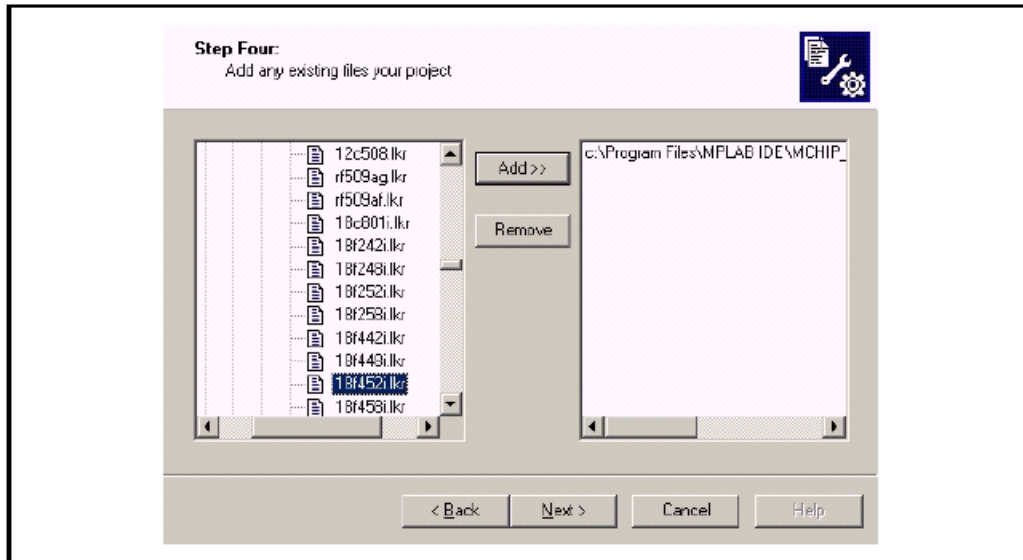 Step Four:
Add any existing files your project
12c508.lkr
rf509ag.lkr
rf509af.lkr
18c801i.lkr
18f242i.lkr
18f248i.lkr
18f252i.lkr
18f258i.lkr
18f442i.lkr
18f448i.lkr
18f452i.lkr
18f458i.lkr
Add >>
Remove
c:\Program Files\MPLAB IDE\MCHIP_
< Back
Next >
Cancel
Help